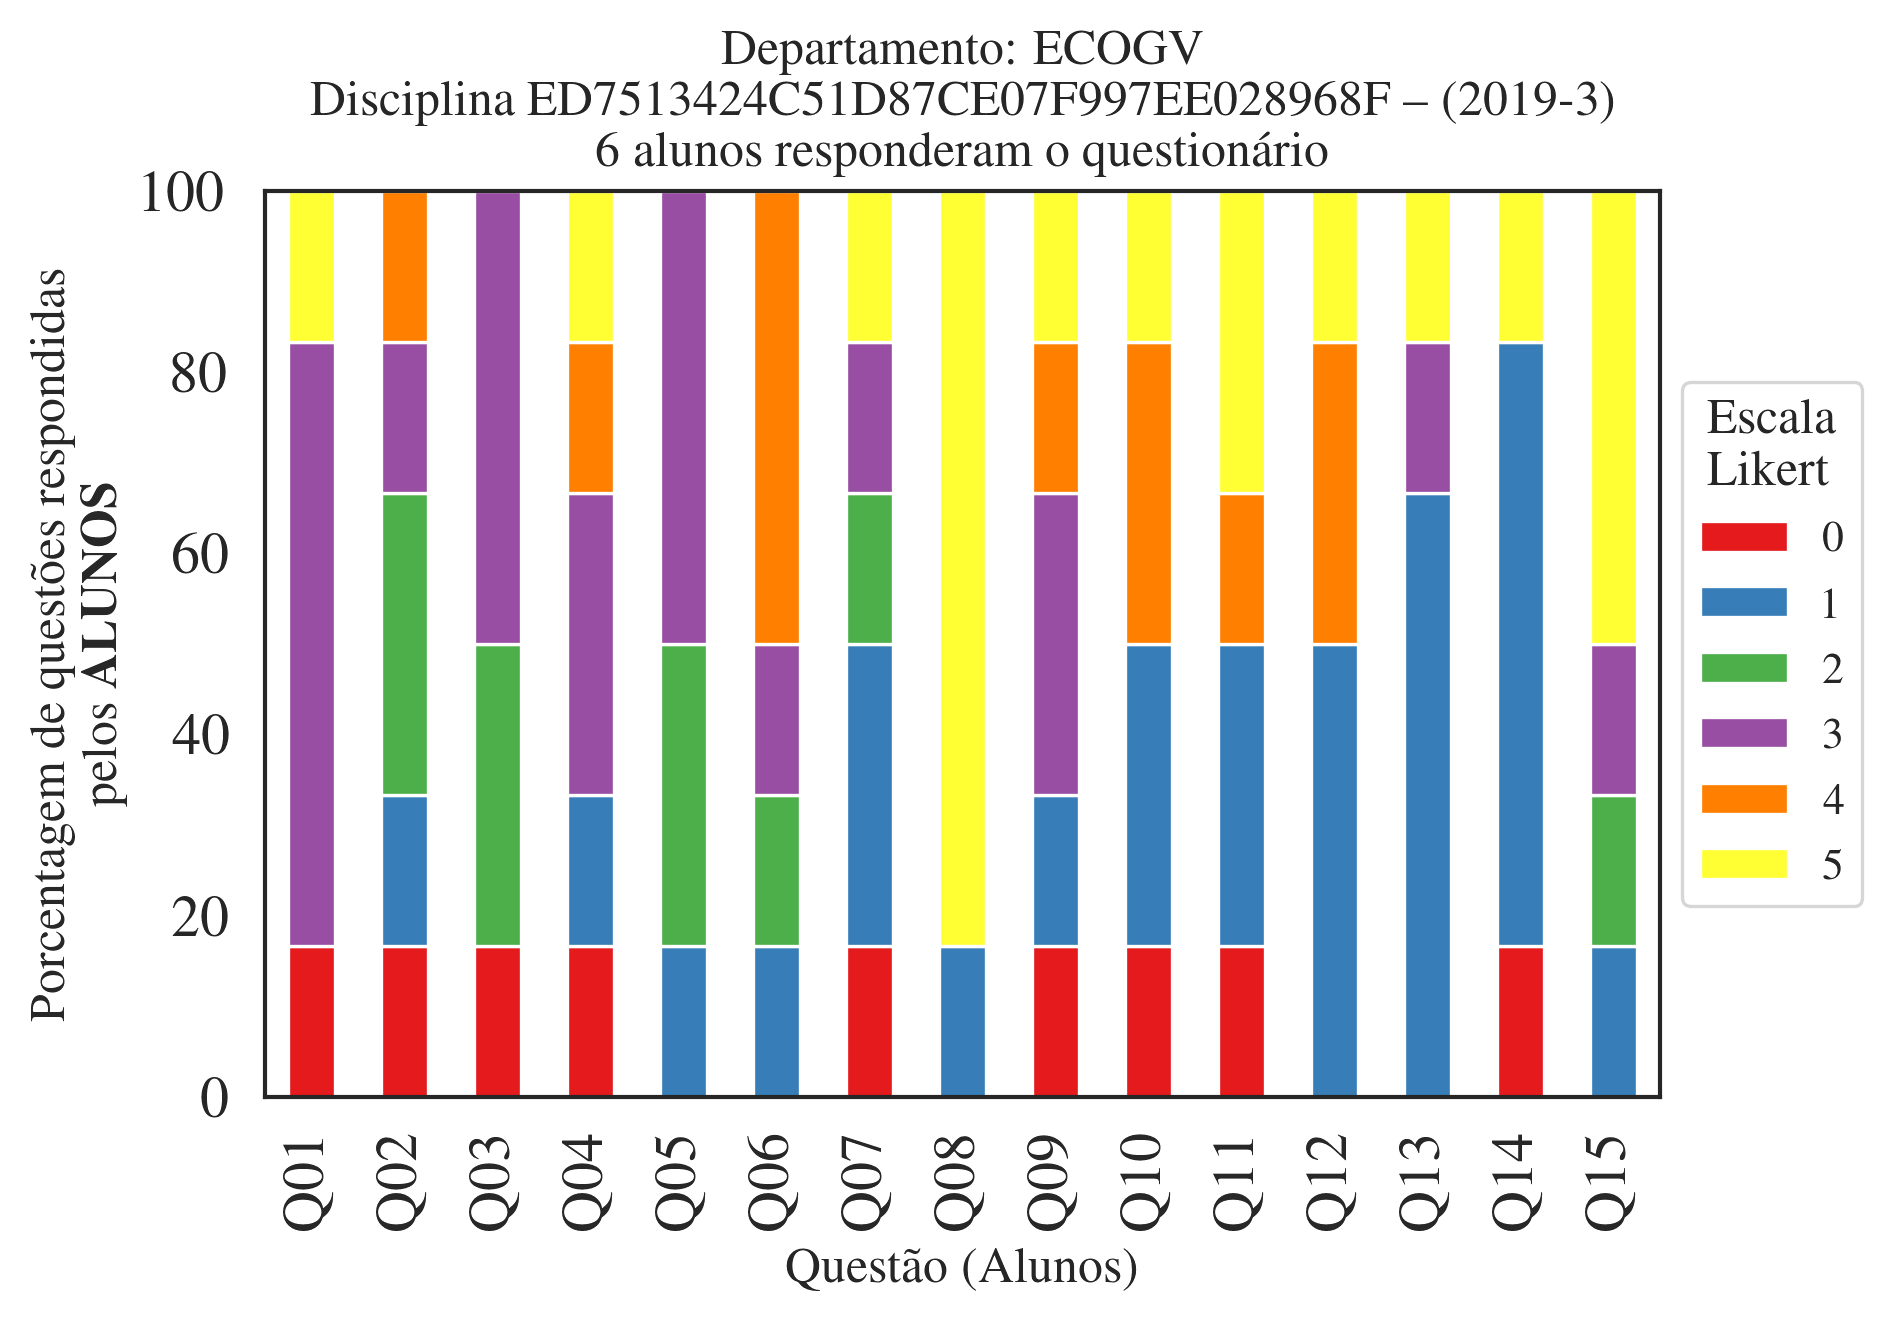 Departamento: ECOGV
Disciplina ED7513424C51D87CE07F997EE028968F – (2019-3)
6 alunos responderam o questionário
Porcentagem de questões respondidas
pelos ALUNOS
100
80
60
40
20
0
Q01
Q02
Q03
Q04
Q05
Q06
Q07
Q08
Q09
Q10
Q11
Q12
Q13
Q14
Q15
Questão (Alunos)
Escala
Likert
0
1
2
3
4
5